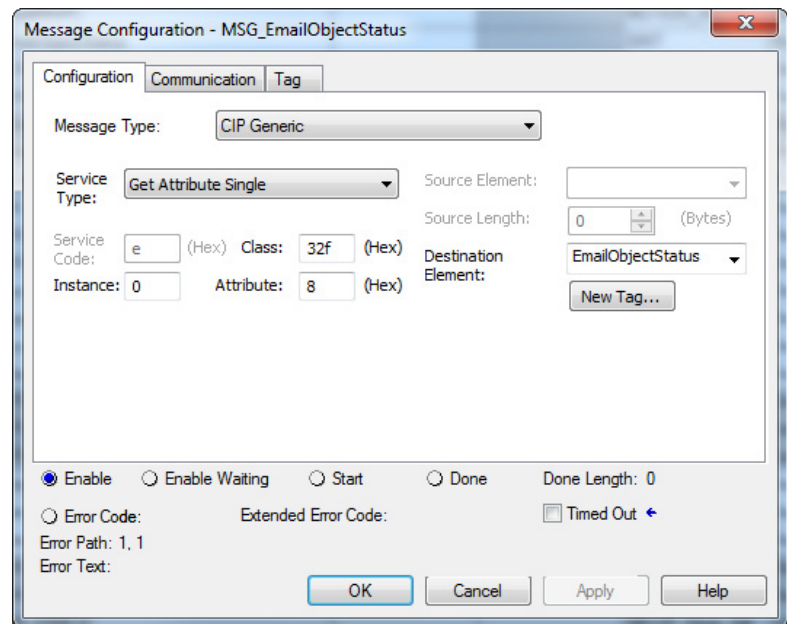 Message Configuration - MSG_EmailObjectStatus
Configuration Communication Tag
Message Type: CIP Generic
Service Type: Get Attribute Single
Source Element:
Source Length: 0 (Bytes)
Service Code: e (Hex) Class: 32f (Hex)
Destination Element: EmailObjectStatus
Instance: 0 Attribute: 8 (Hex)
New Tag...
Enable Enable Waiting Start Done Done Length: 0
Error Code: Extended Error Code: Timed Out
Error Path: 1, 1
Error Text:
OK Cancel Apply Help